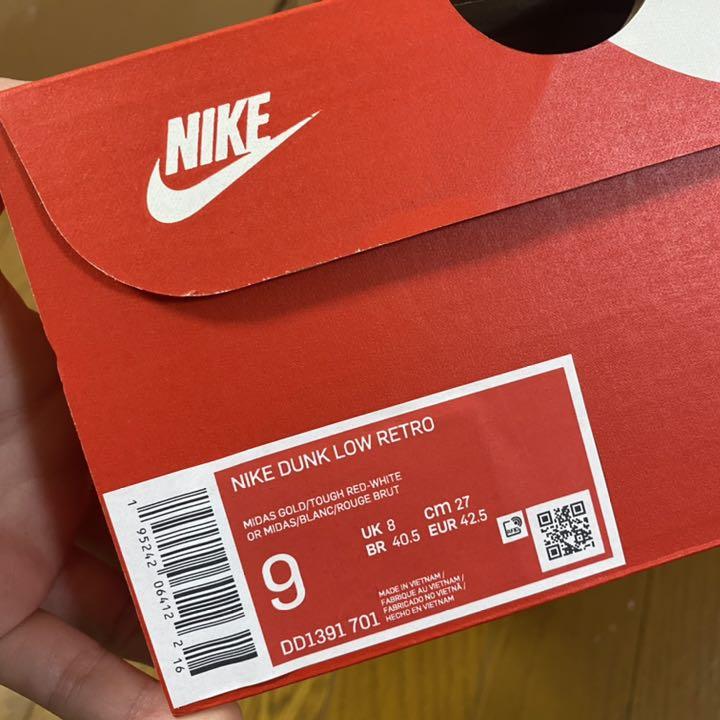 NIKE
NIKE DUNK LOW RETRO
MIDAS GOLD/TOUGH RED-WHITE
OR MIDAS/BLANC/ROUGE BRUT
9
UK 8 cm 27
BR 40.5 EUR 42.5
MADE IN VIETNAM /
FABRIQUE AU VIETNAM /
FABRICADO NO VIETNÃ /
HECHO EN VIETNAM
DD1391 701
1 95242 06412 2 16